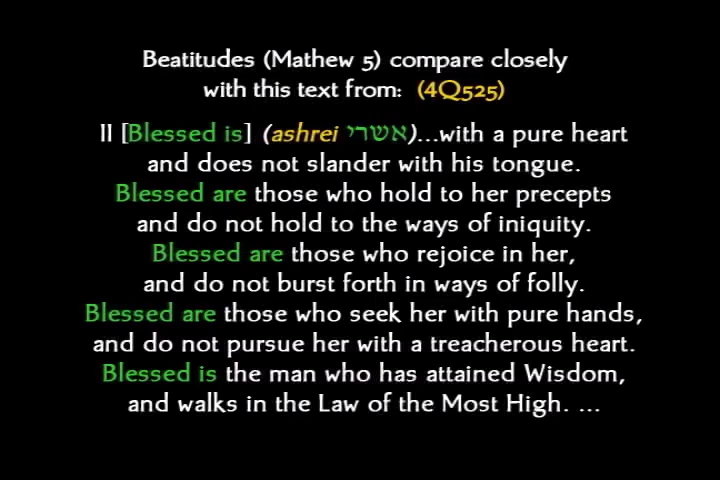 Beatitudes (Mathew 5) compare closely
with this text from: (4Q525)
II [Blessed is] (ashrei אשרי)...with a pure heart
and does not slander with his tongue.
Blessed are those who hold to her precepts
and do not hold to the ways of iniquity.
Blessed are those who rejoice in her,
and do not burst forth in ways of folly.
Blessed are those who seek her with pure hands,
and do not pursue her with a treacherous heart.
Blessed is the man who has attained Wisdom,
and walks in the Law of the Most High. ...